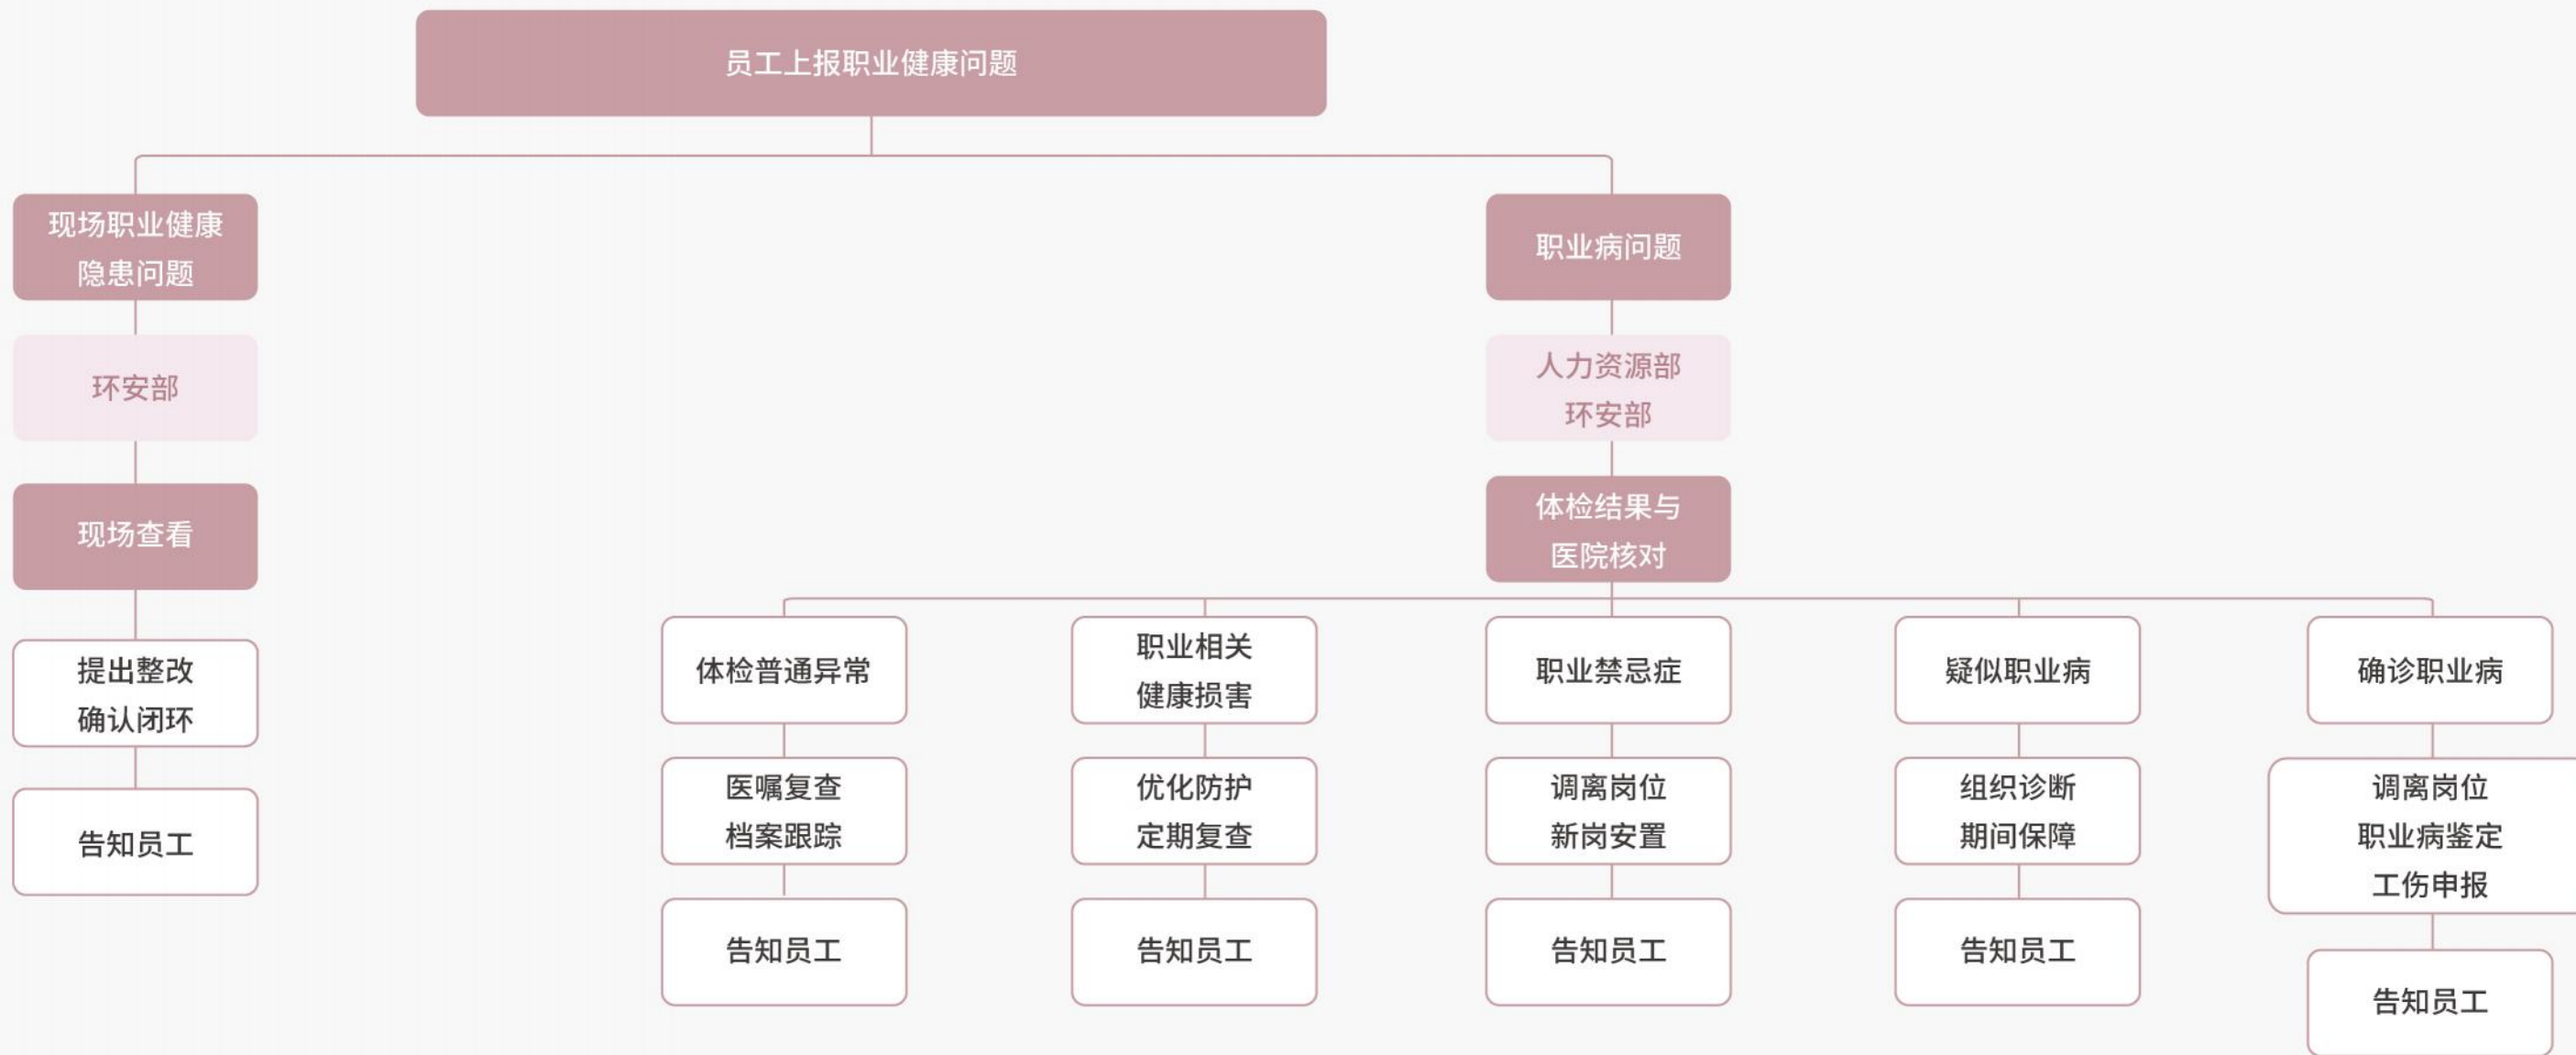 员工上报职业健康问题
现场职业健康
隐患问题
环安部
现场查看
提出整改
确认闭环
告知员工
职业病问题
人力资源部
环安部
体检结果与
医院核对
体检普通异常
医嘱复查
档案跟踪
告知员工
职业相关
健康损害
优化防护
定期复查
告知员工
职业禁忌症
调离岗位
新岗安置
告知员工
疑似职业病
组织诊断
期间保障
告知员工
确诊职业病
调离岗位
职业病鉴定
工伤申报
告知员工